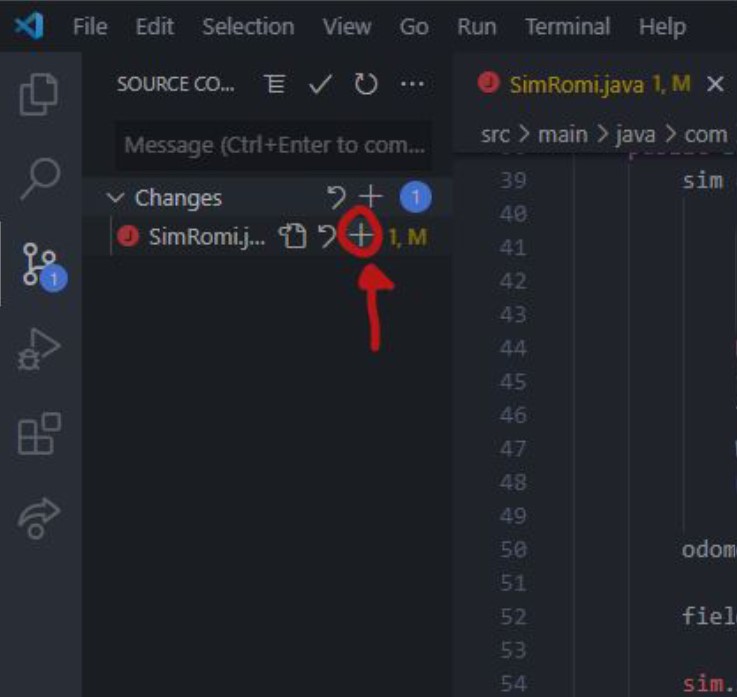 File Edit Selection View Go Run Terminal Help
SOURCE CO... ...
SimRomi.java 1, M
Message (Ctrl+Enter to com...
src > main > java > com
Changes 1
SimRomi.j... 1, M
1
39 sim
40
41
42
43
44
45
46
47
48
49
50 odom
51
52 fiel
53
54 sim.